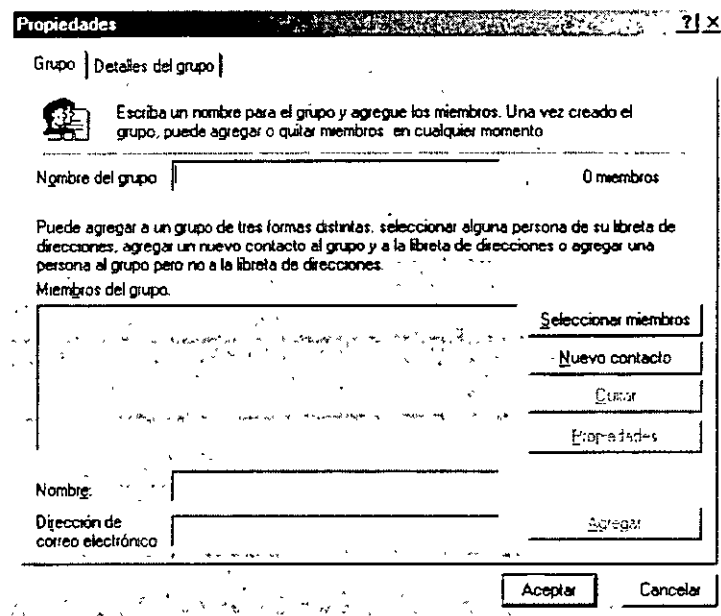 Propiedades ? ×
Grupo Detalles del grupo
Escriba un nombre para el grupo y agregue los miembros. Una vez creado el
grupo, puede agregar o quitar miembros en cualquier momento
Nombre del grupo 0 miembros
Puede agregar a un grupo de tres formas distintas, seleccionar alguna persona de su libreta de
direcciones, agregar un nuevo contacto al grupo y a la libreta de direcciones o agregar una
persona al grupo pero no a la libreta de direcciones.
Miembros del grupo.
Seleccionar miembros
Nuevo contacto
Quitar
Propiedades
Nombre:
Dirección de
correo electrónico
Agregar
Aceptar Cancelar